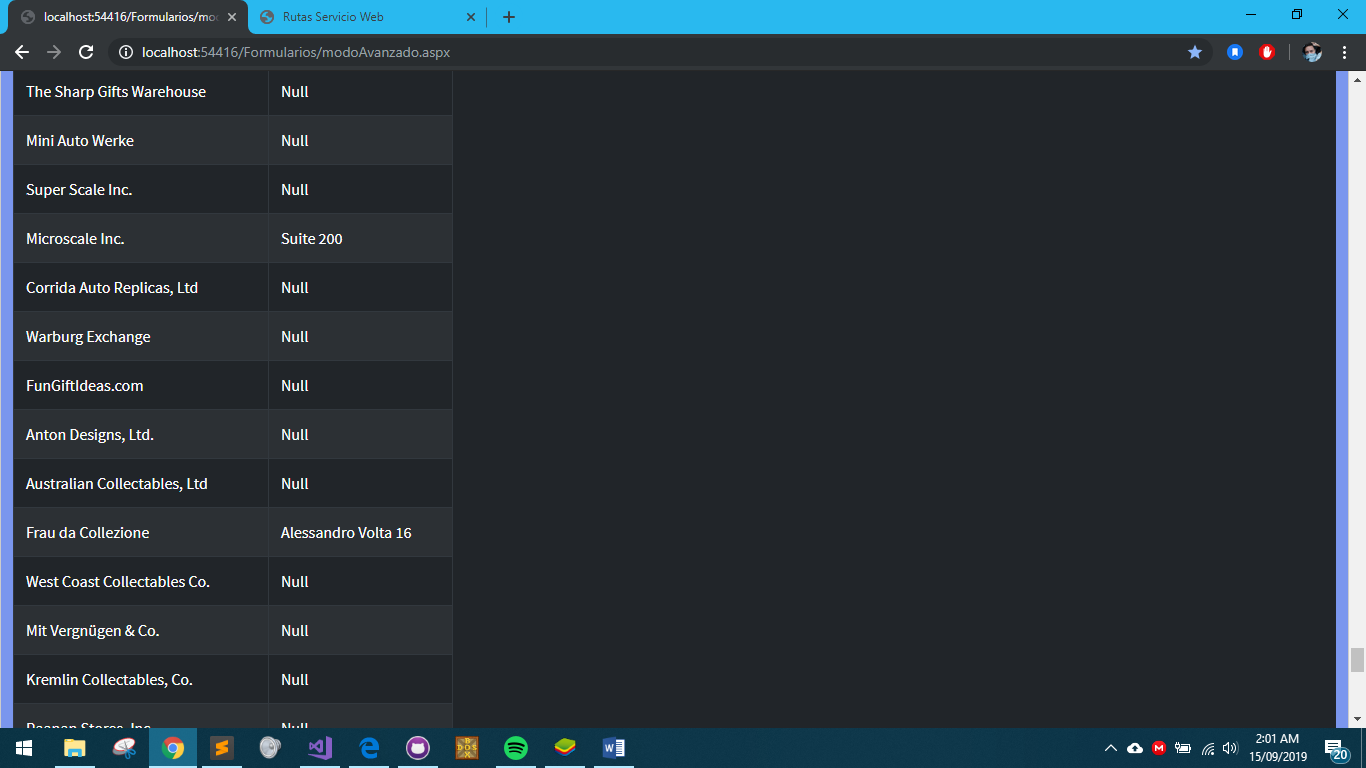 localhost:54416/Formularios/mo
Rutas Servicio Web
localhost:54416/Formularios/modoAvanzado.aspx
The Sharp Gifts Warehouse Null
Mini Auto Werke Null
Super Scale Inc. Null
Microscale Inc. Suite 200
Corrida Auto Replicas, Ltd Null
Warburg Exchange Null
FunGiftIdeas.com Null
Anton Designs, Ltd. Null
Australian Collectables, Ltd Null
Frau da Collezione Alessandro Volta 16
West Coast Collectables Co. Null
Mit Vergnügen & Co. Null
Kremlin Collectables, Co. Null
Stores, Inc Null
2:01 AM
15/09/2019
20